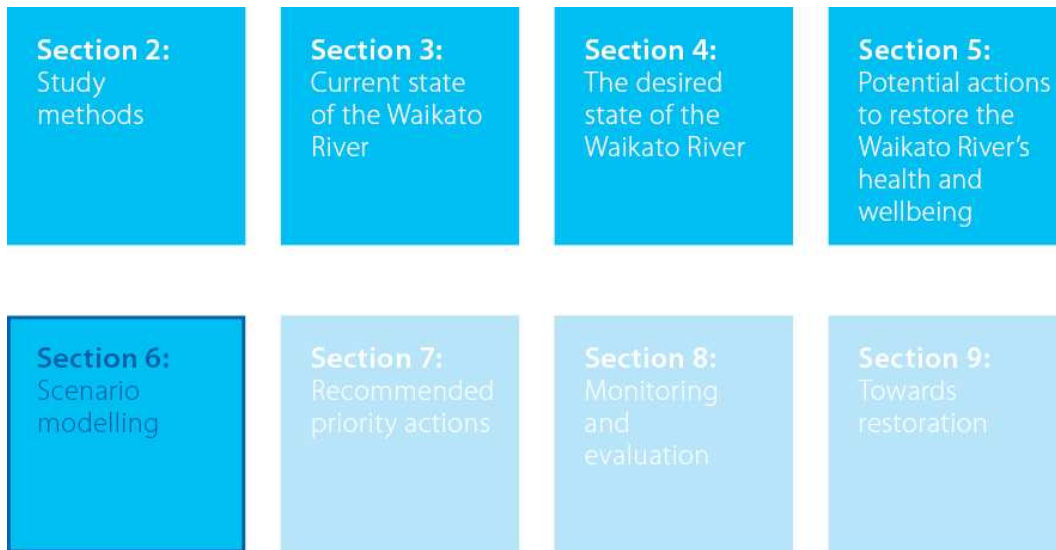 Section 2:
Study
methods
Section 3:
Current state
of the Waikato
River
Section 4:
The desired
state of the
Waikato River
Section 5:
Potential actions
to restore the
Waikato River's
health and
wellbeing
Section 6:
Scenario
modelling
Section 7:
Recommended
priority actions
Section 8:
Monitoring
and
evaluation
Section 9:
Towards
restoration